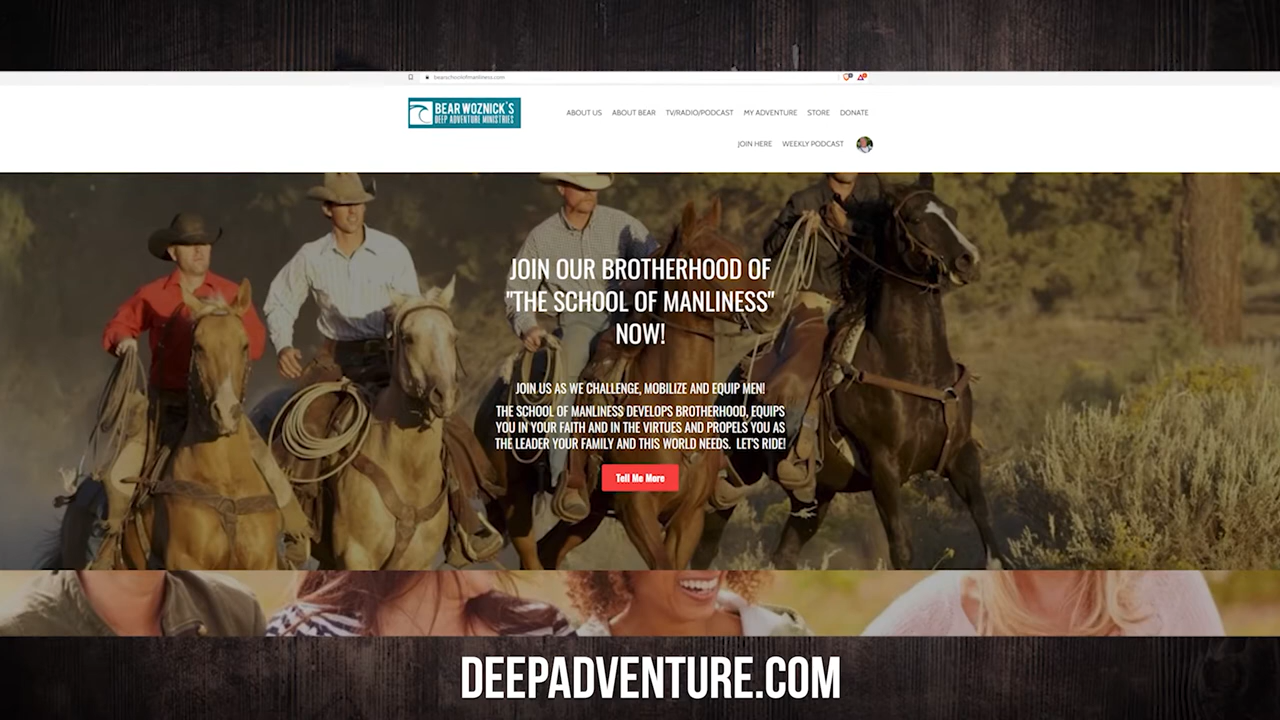 bearschoolofmanliness.com
BEAR WOZNICK'S
DEEP ADVENTURE MINISTRIES
ABOUT US ABOUT BEAR TV/RADIO/PODCAST MY ADVENTURE STORE DONATE
JOIN HERE WEEKLY PODCAST
JOIN OUR BROTHERHOOD OF
"THE SCHOOL OF MANLINESS"
NOW!
JOIN US AS WE CHALLENGE, MOBILIZE AND EQUIP MEN!
THE SCHOOL OF MANLINESS DEVELOPS BROTHERHOOD, EQUIPS
YOU IN YOUR FAITH AND IN THE VIRTUES AND PROPELS YOU AS
THE LEADER YOUR FAMILY AND THIS WORLD NEEDS. LET'S RIDE!
Tell Me More
DEEPADVENTURE.COM